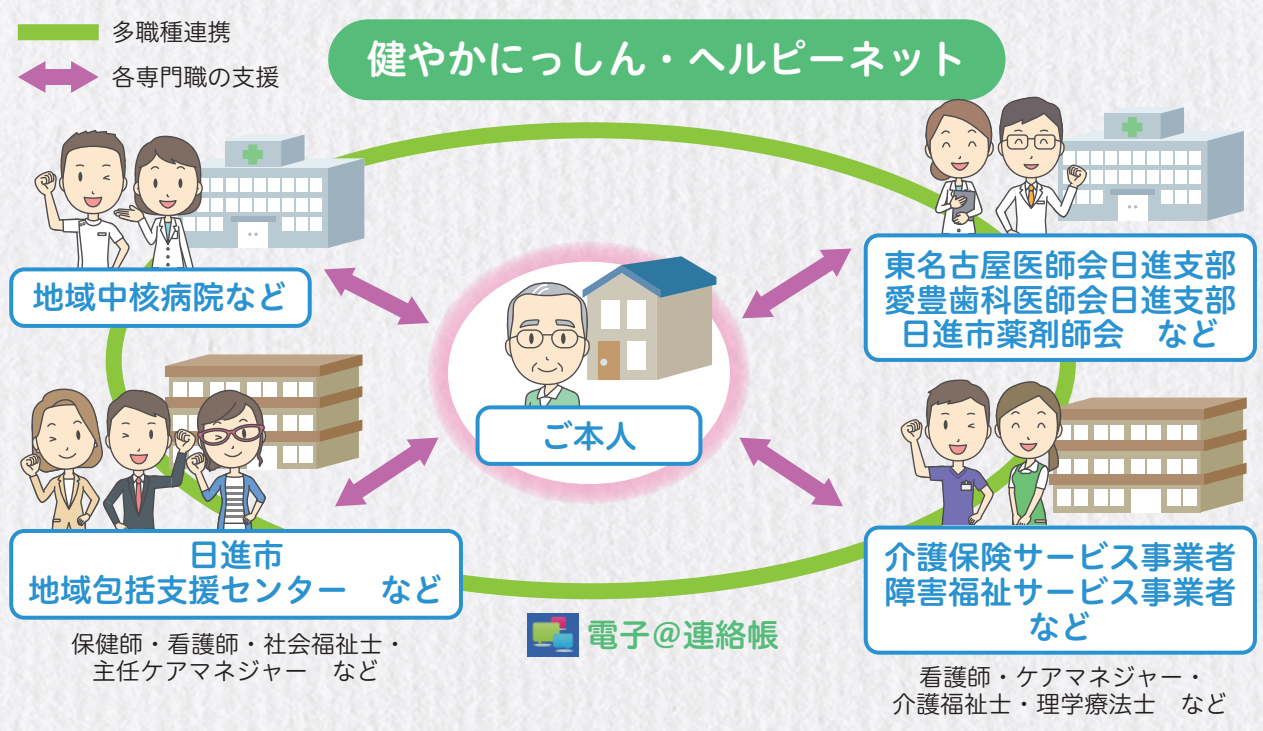 多職種連携
各専門職の支援
健やかにっしん・ヘルピーネット
地域中核病院など
東名古屋医師会日進支部
愛豊歯科医師会日進支部
日進市薬剤師会　など
ご本人
日進市
地域包括支援センター　など
保健師・看護師・社会福祉士・
主任ケアマネジャー　など
介護保険サービス事業者
障害福祉サービス事業者
など
看護師・ケアマネジャー・
介護福祉士・理学療法士　など
電子@連絡帳